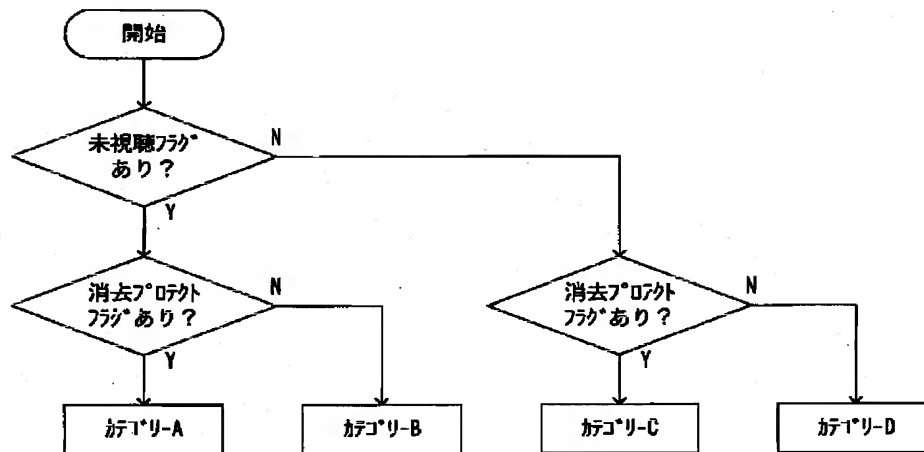 開始
未視聴フラグ
あり？
N
Y
消去プロテクト
フラグあり？
N
Y
消去プロテクト
フラグあり？
N
Y
カテゴリーA
カテゴリーB
カテゴリーC
カテゴリーD